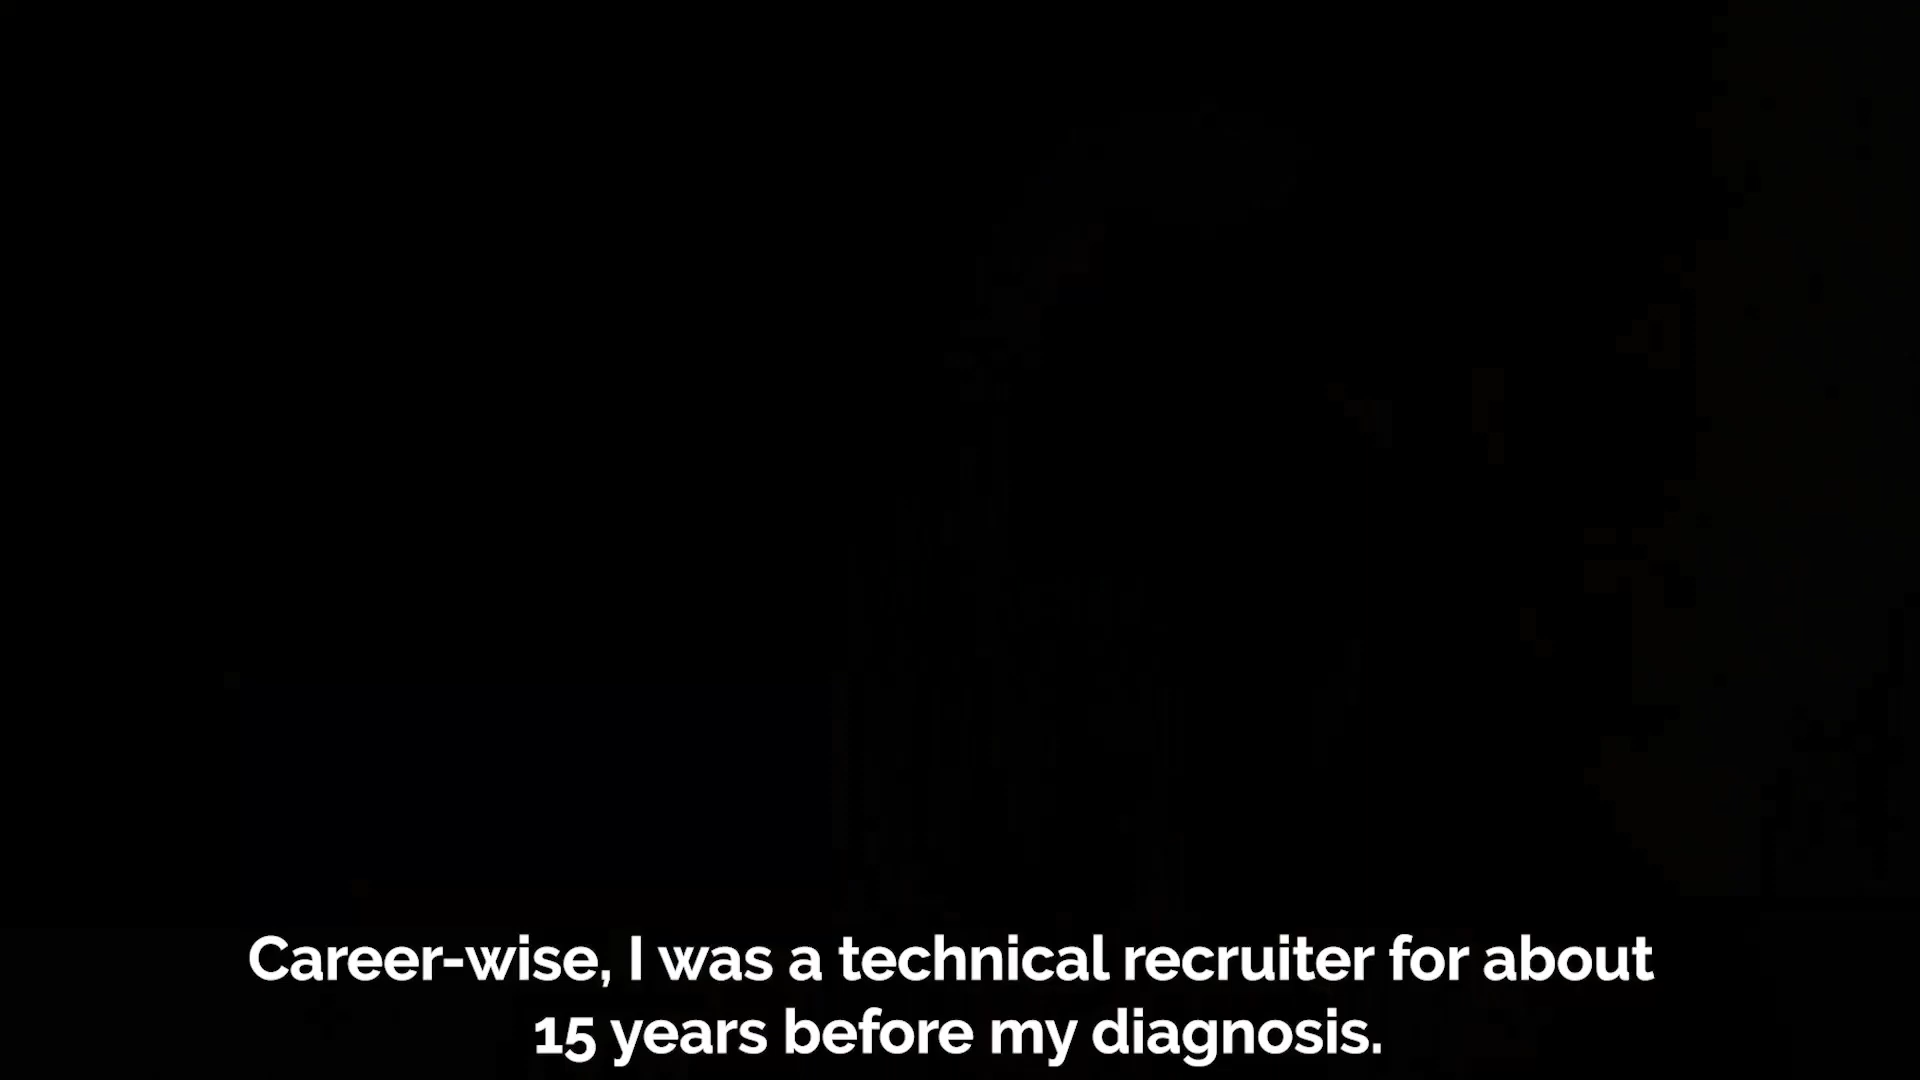 Career-wise, I was a technical recruiter for about
15 years before my diagnosis.